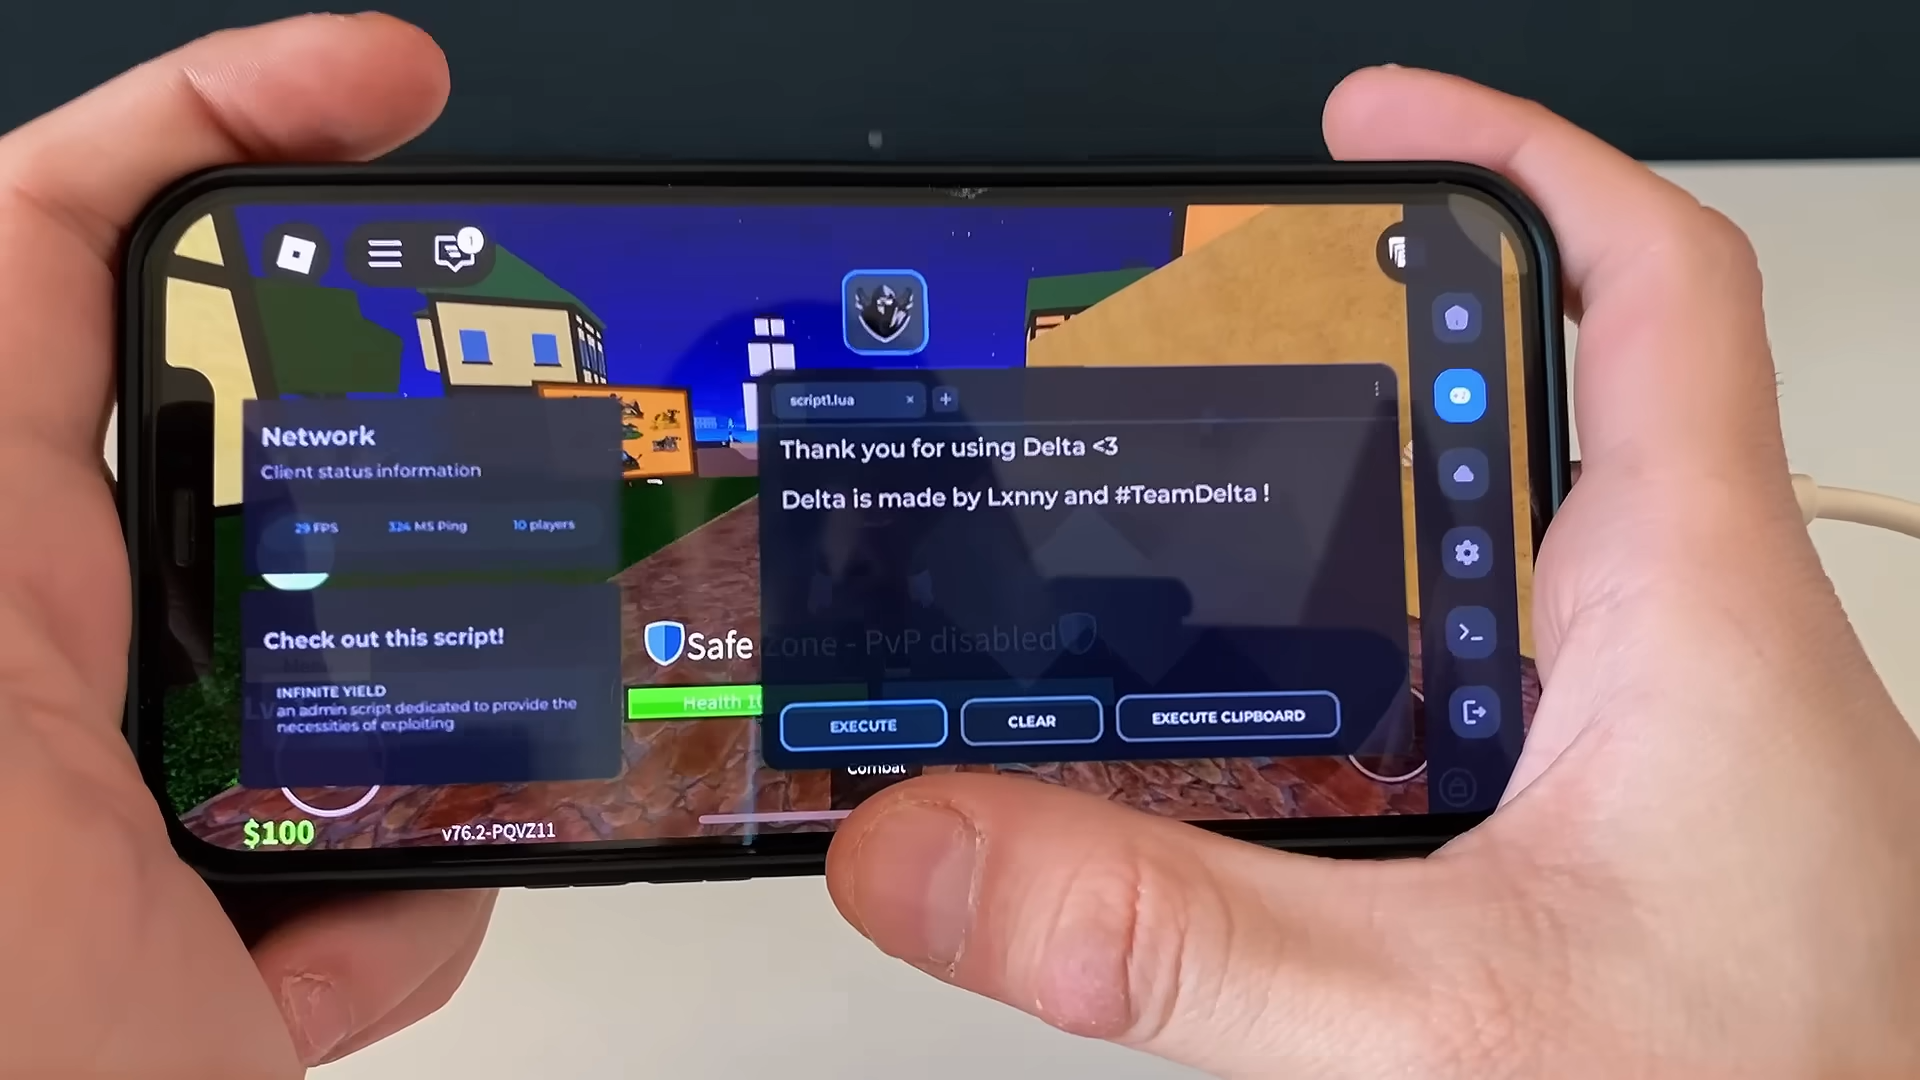 1
script1.lua
Thank you for using Delta <3
Delta is made by Lxnny and #TeamDelta !
Network
Client status information
29 FPS 324 MS Ping 10 players
Check out this script!
INFINITE YIELD
an admin script dedicated to provide the
necessities of exploiting
Safe Zone - PvP disabled
Health
EXECUTE CLEAR EXECUTE CLIPBOARD
Combat
$100
v76.2-PQVZ11